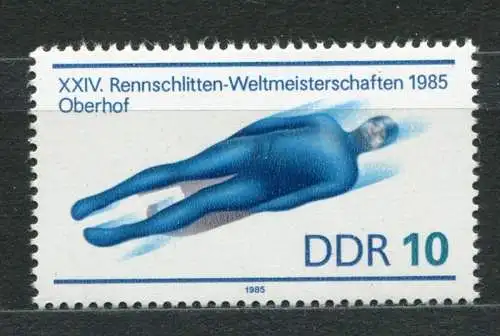 XXIV. Rennschlitten-Weltmeisterschaften 1985
Oberhof
DDR 10
1985